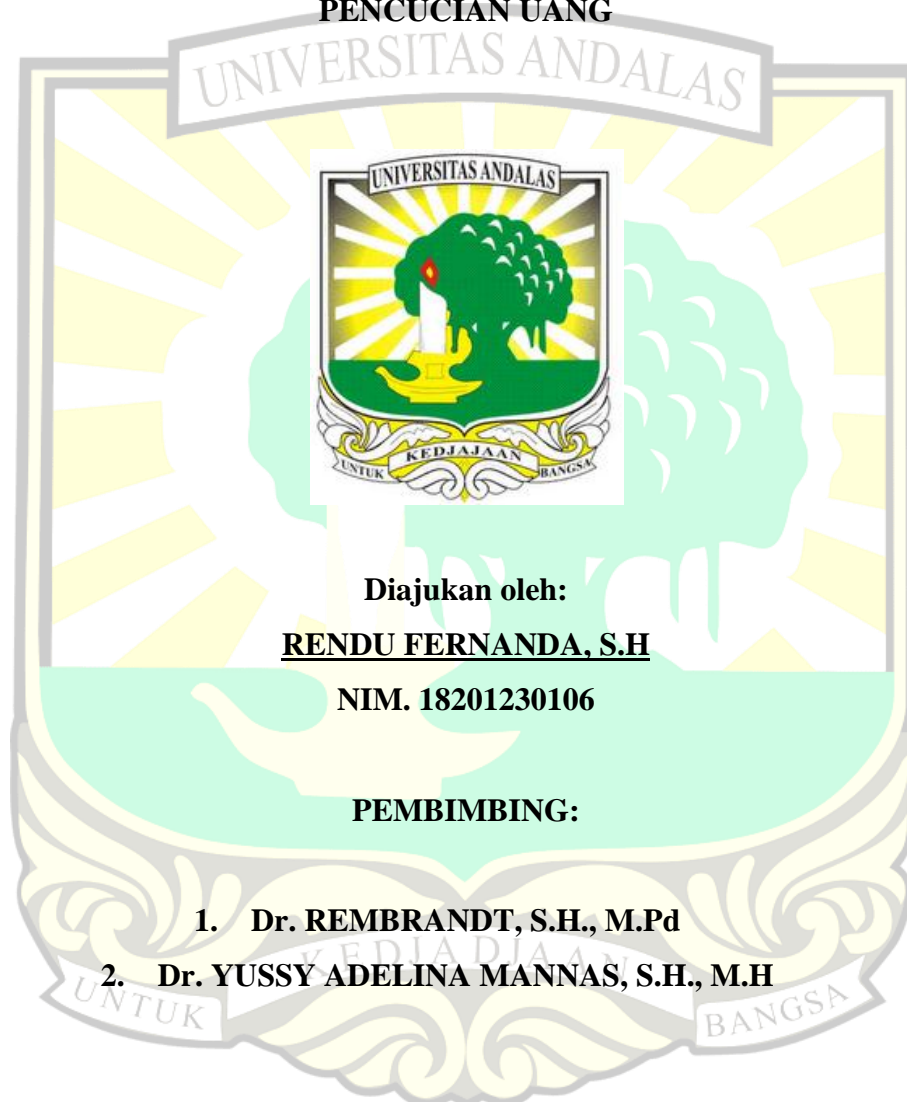 PENCUCIAN UANG
UNIVERSITAS ANDALAS
UNIVERSITAS ANDALAS
UNTUK KEDJAJAAN BANGSA
Diajukan oleh:
RENDU FERNANDA, S.H
NIM. 18201230106
PEMBIMBING:
1. Dr. REMBRANDT, S.H., M.Pd
2. Dr. YUSSY ADELINA MANNAS, S.H., M.H
UNTUK KEDJADJAAN BANGSA